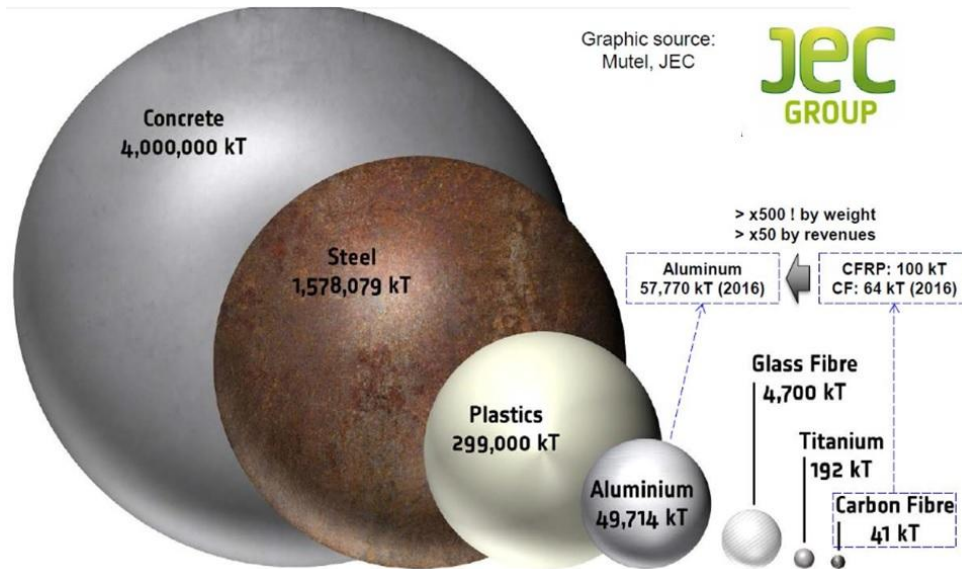 Graphic source:
Mutel, JEC
JEC
GROUP
Concrete
4,000,000 kT
Steel
1,578,079 kT
> x500 ! by weight
> x50 by revenues
Aluminum
57,770 kT (2016)
CFRP: 100 kT
CF: 64 kT (2016)
Plastics
299,000 kT
Aluminium
49,714 kT
Glass Fibre
4,700 kT
Titanium
192 kT
Carbon Fibre
41 kT